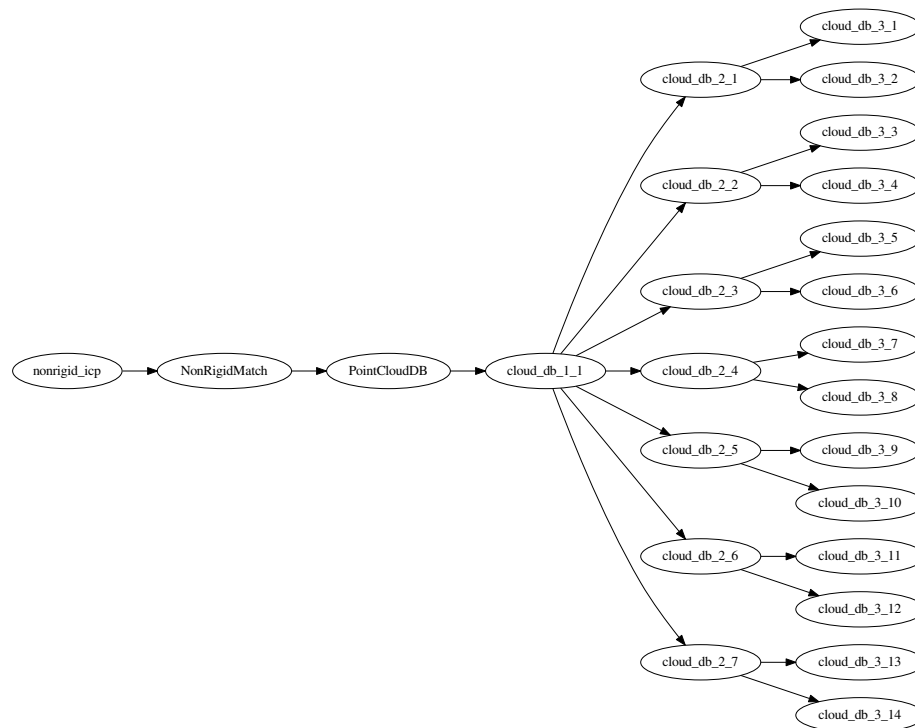 cloud_db_3_1
cloud_db_2_1
cloud_db_3_2
cloud_db_3_3
cloud_db_2_2
cloud_db_3_4
cloud_db_3_5
cloud_db_2_3
cloud_db_3_6
cloud_db_3_7
nonrigid_icp NonRigidMatch PointCloudDB cloud_db_1_1 cloud_db_2_4
cloud_db_3_8
cloud_db_2_5 cloud_db_3_9
cloud_db_3_10
cloud_db_2_6 cloud_db_3_11
cloud_db_3_12
cloud_db_2_7 cloud_db_3_13
cloud_db_3_14